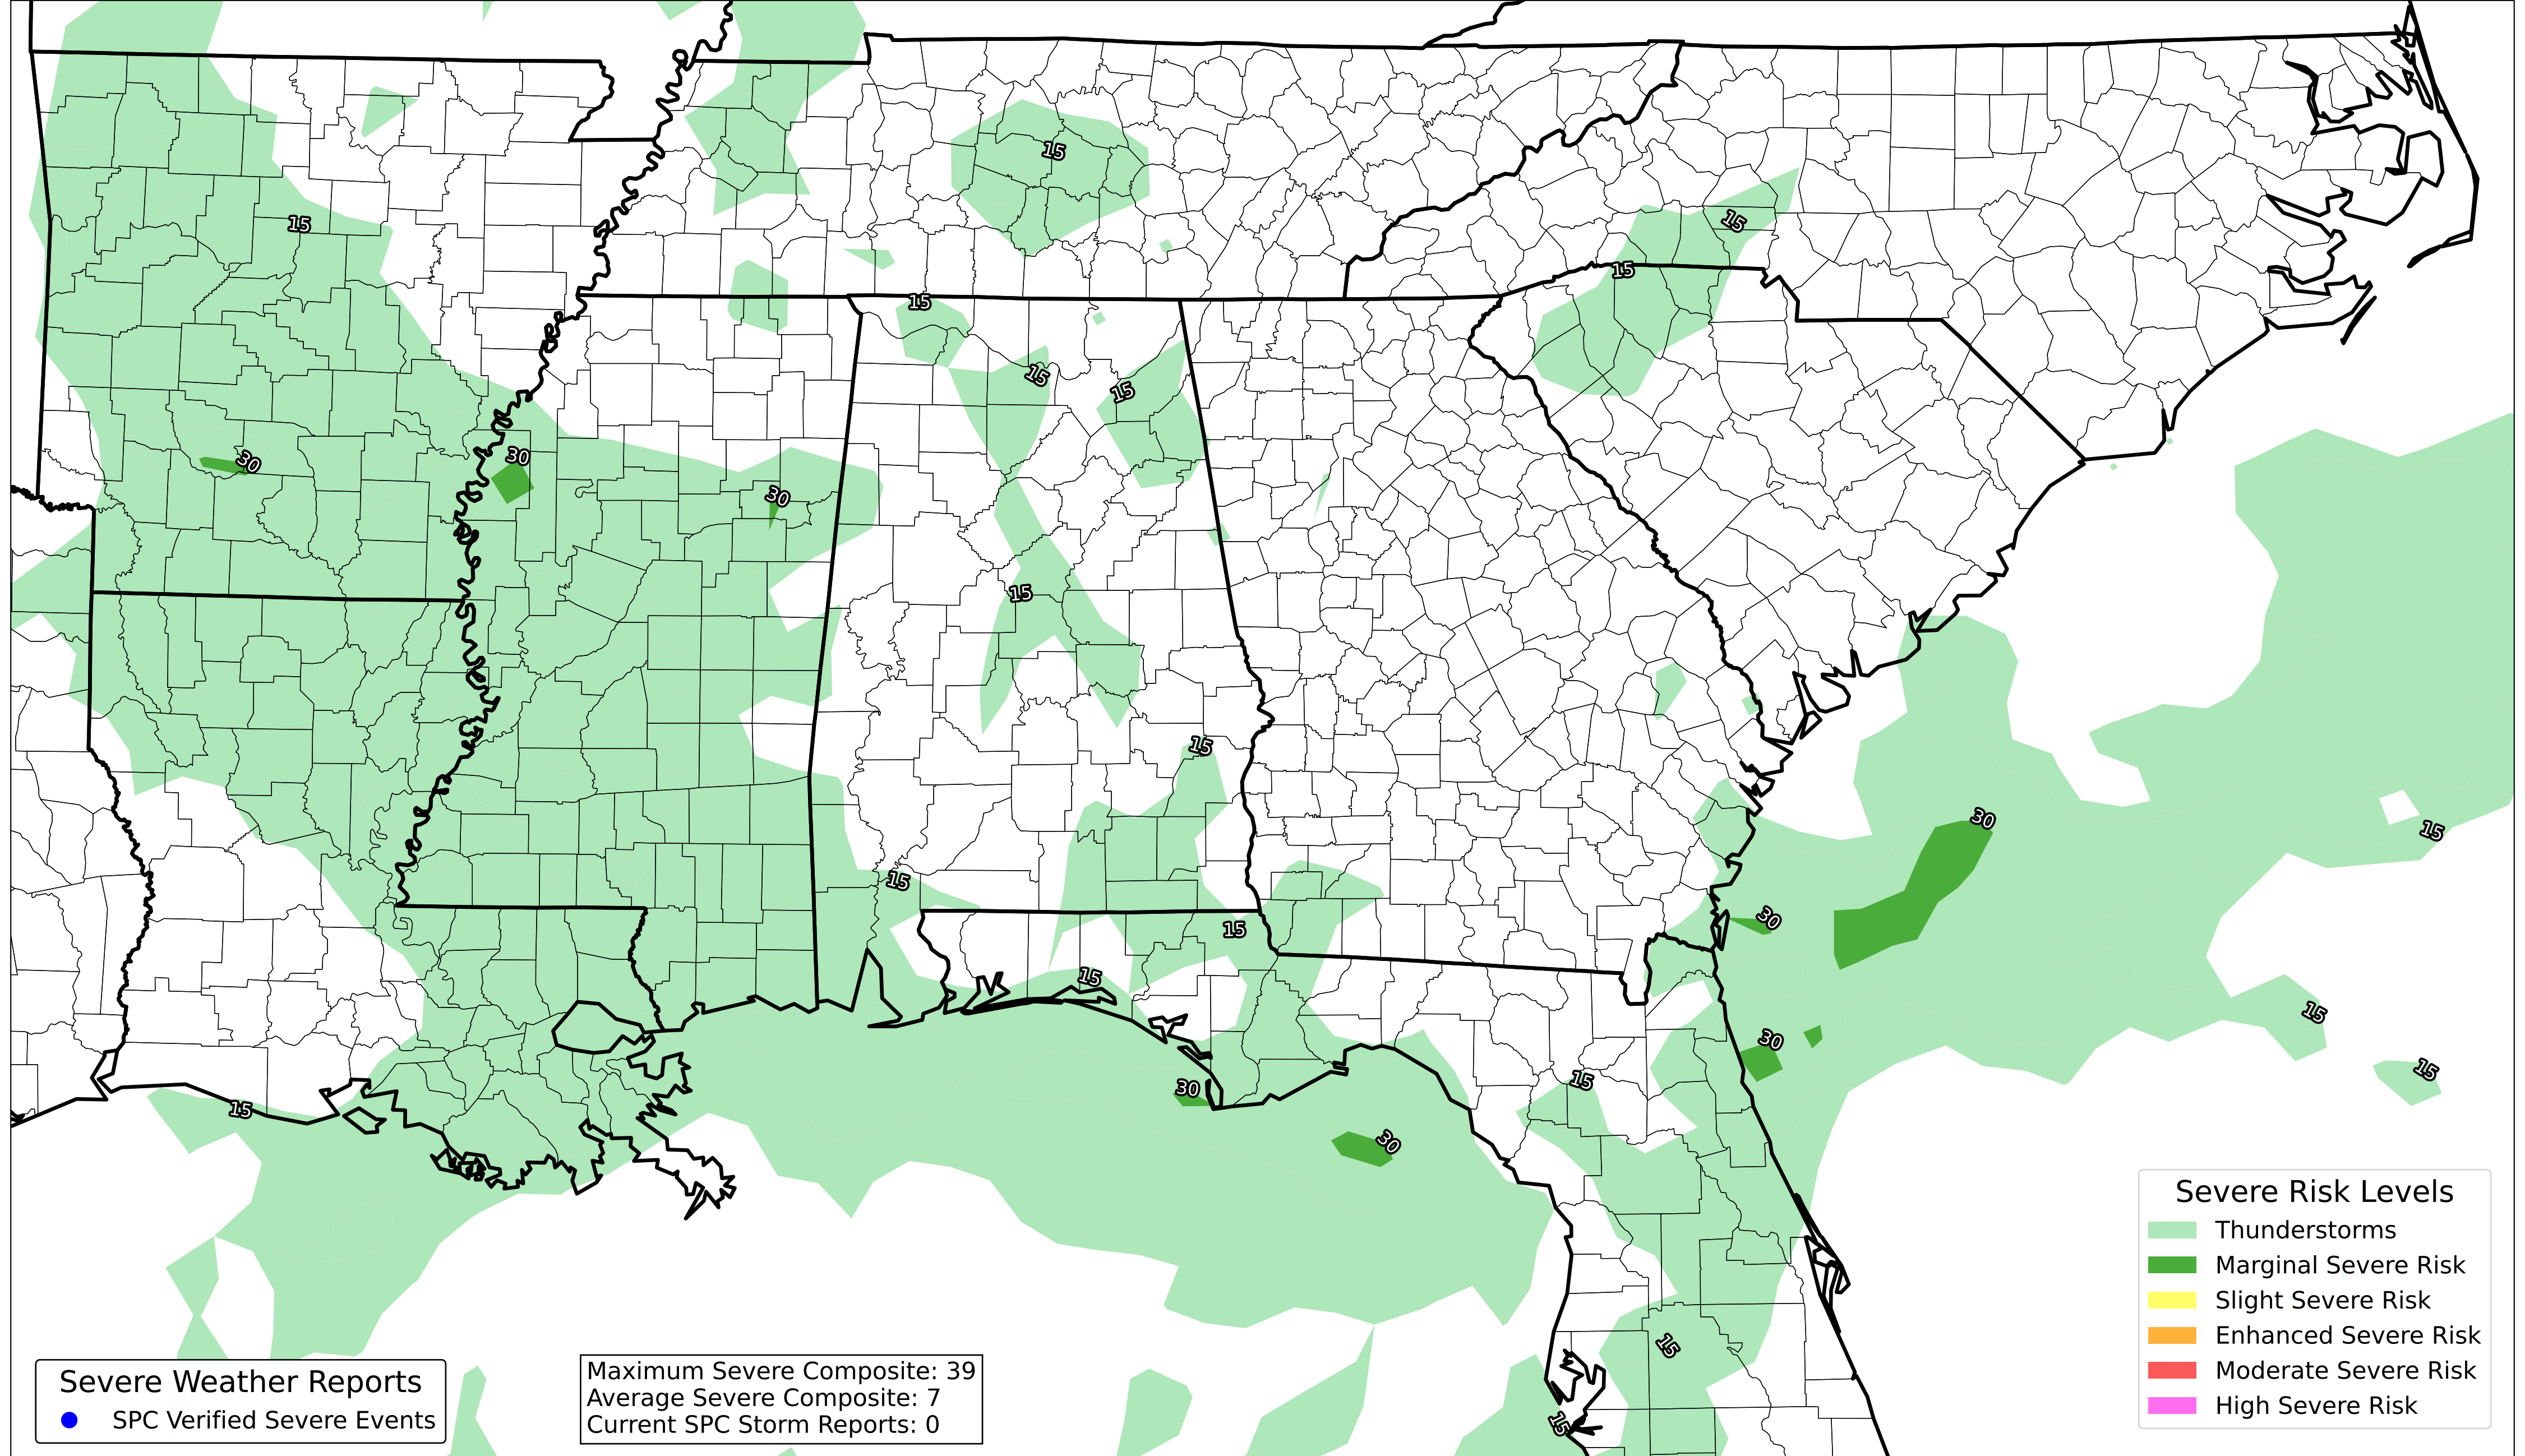 15
15
15
15
15
15
15
30
30
30
15
15
30
15
15
30
15
15
30
15
30
15
30
15
15
30
15
15
Severe Weather Reports
SPC Verified Severe Events
Maximum Severe Composite: 39
Average Severe Composite: 7
Current SPC Storm Reports: 0
Severe Risk Levels
Thunderstorms
Marginal Severe Risk
Slight Severe Risk
Enhanced Severe Risk
Moderate Severe Risk
High Severe Risk